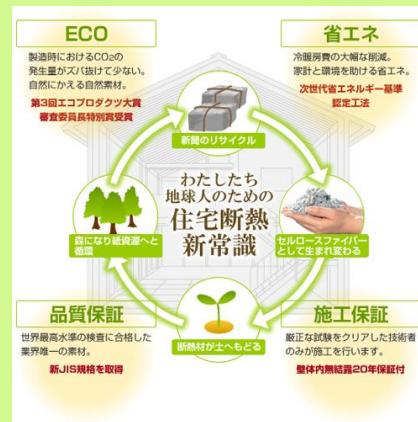 ECO
製造時におけるCO2の
発生量がズバ抜けて少ない。
自然にかえる自然素材。
第3回エコプロダクツ大賞
審査委員長特別賞受賞
省エネ
冷暖房費の大幅な削減。
家計と環境を助ける省エネ。
次世代省エネルギー基準
認定工法
新聞のリサイクル
わたしたち
地球人のための
住宅断熱
新常識
森になり紙資源へと
循環
セルロースファイバー
として生まれ変わる
断熱材が土へもどる
品質保証
世界最高水準の検査に合格した
業界唯一の素材。
新JIS規格を取得
施工保証
厳正な試験をクリアした技術者
のみが施工を行います。
壁体内無結露20年保証付